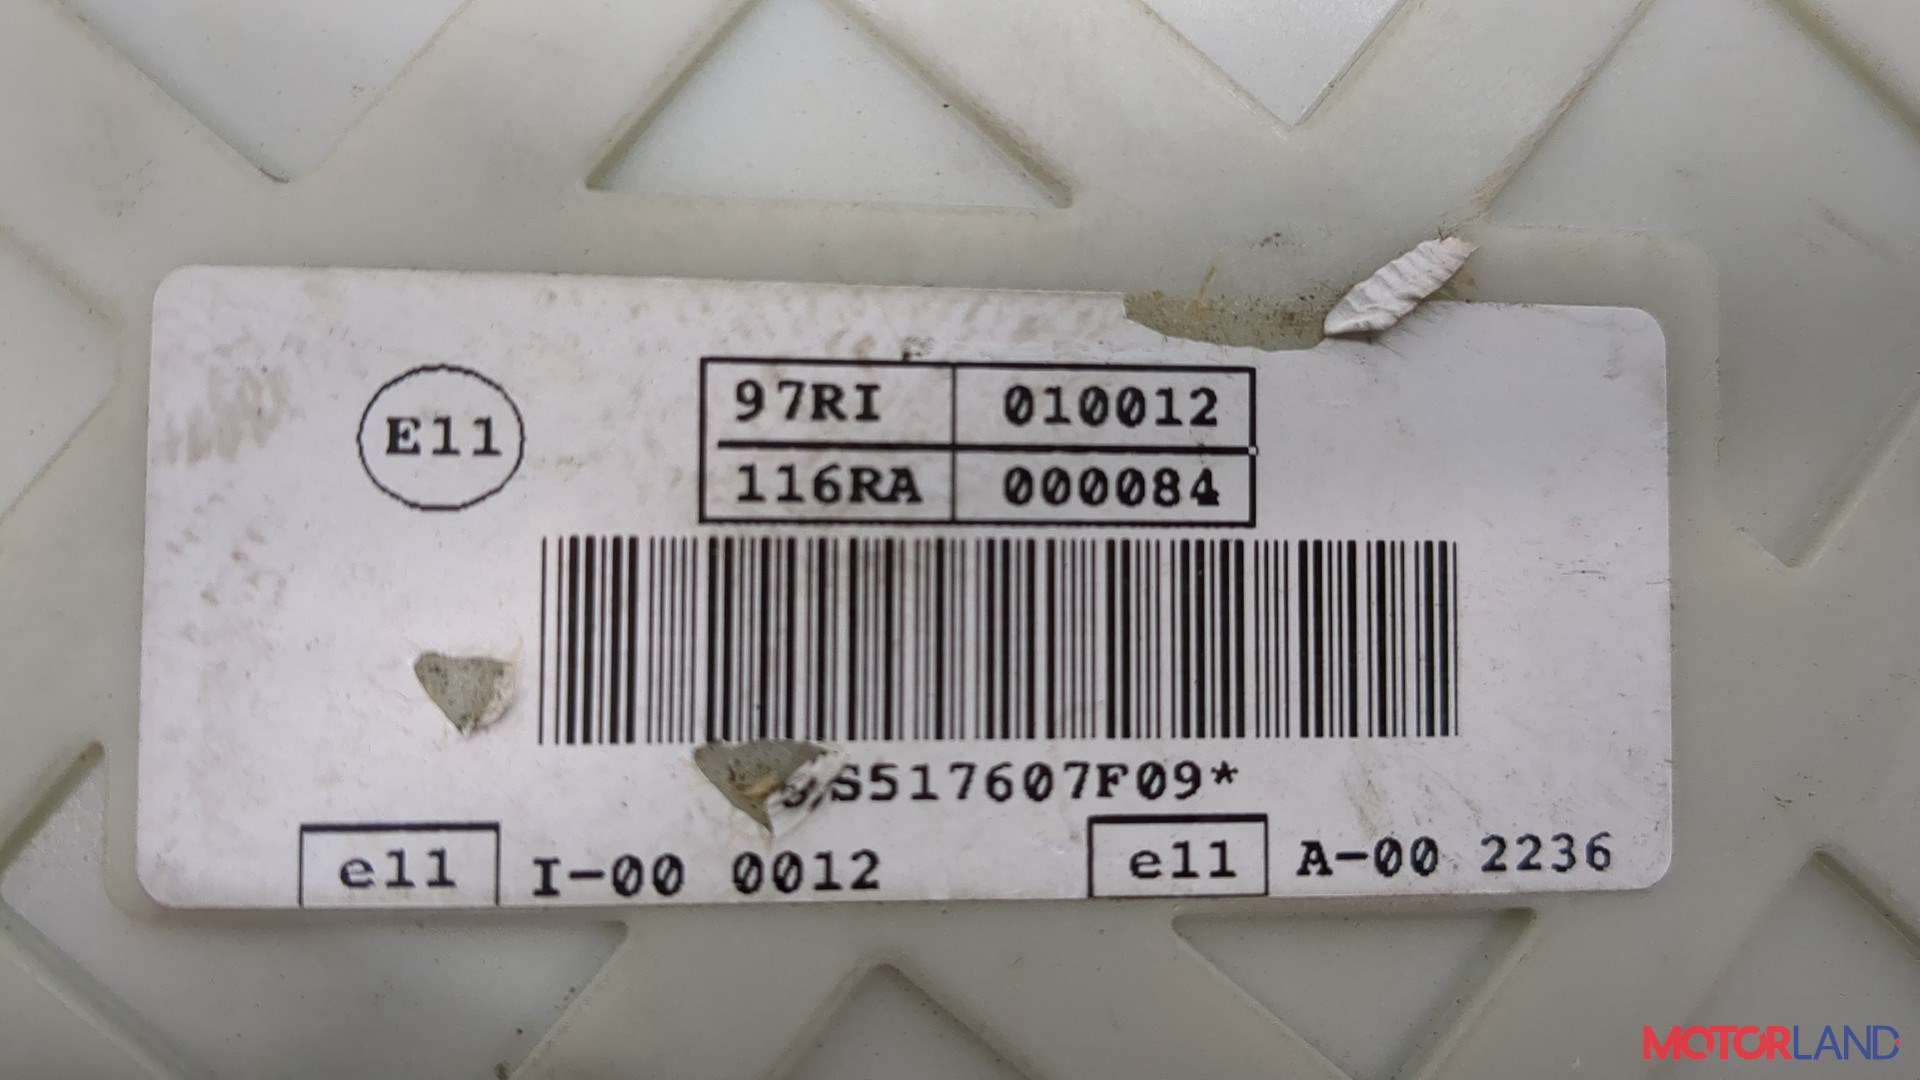 E11
97RI 010012
116RA 000084
S517607F09*
e11 I-00 0012 e11 A-00 2236
MOTORLAND